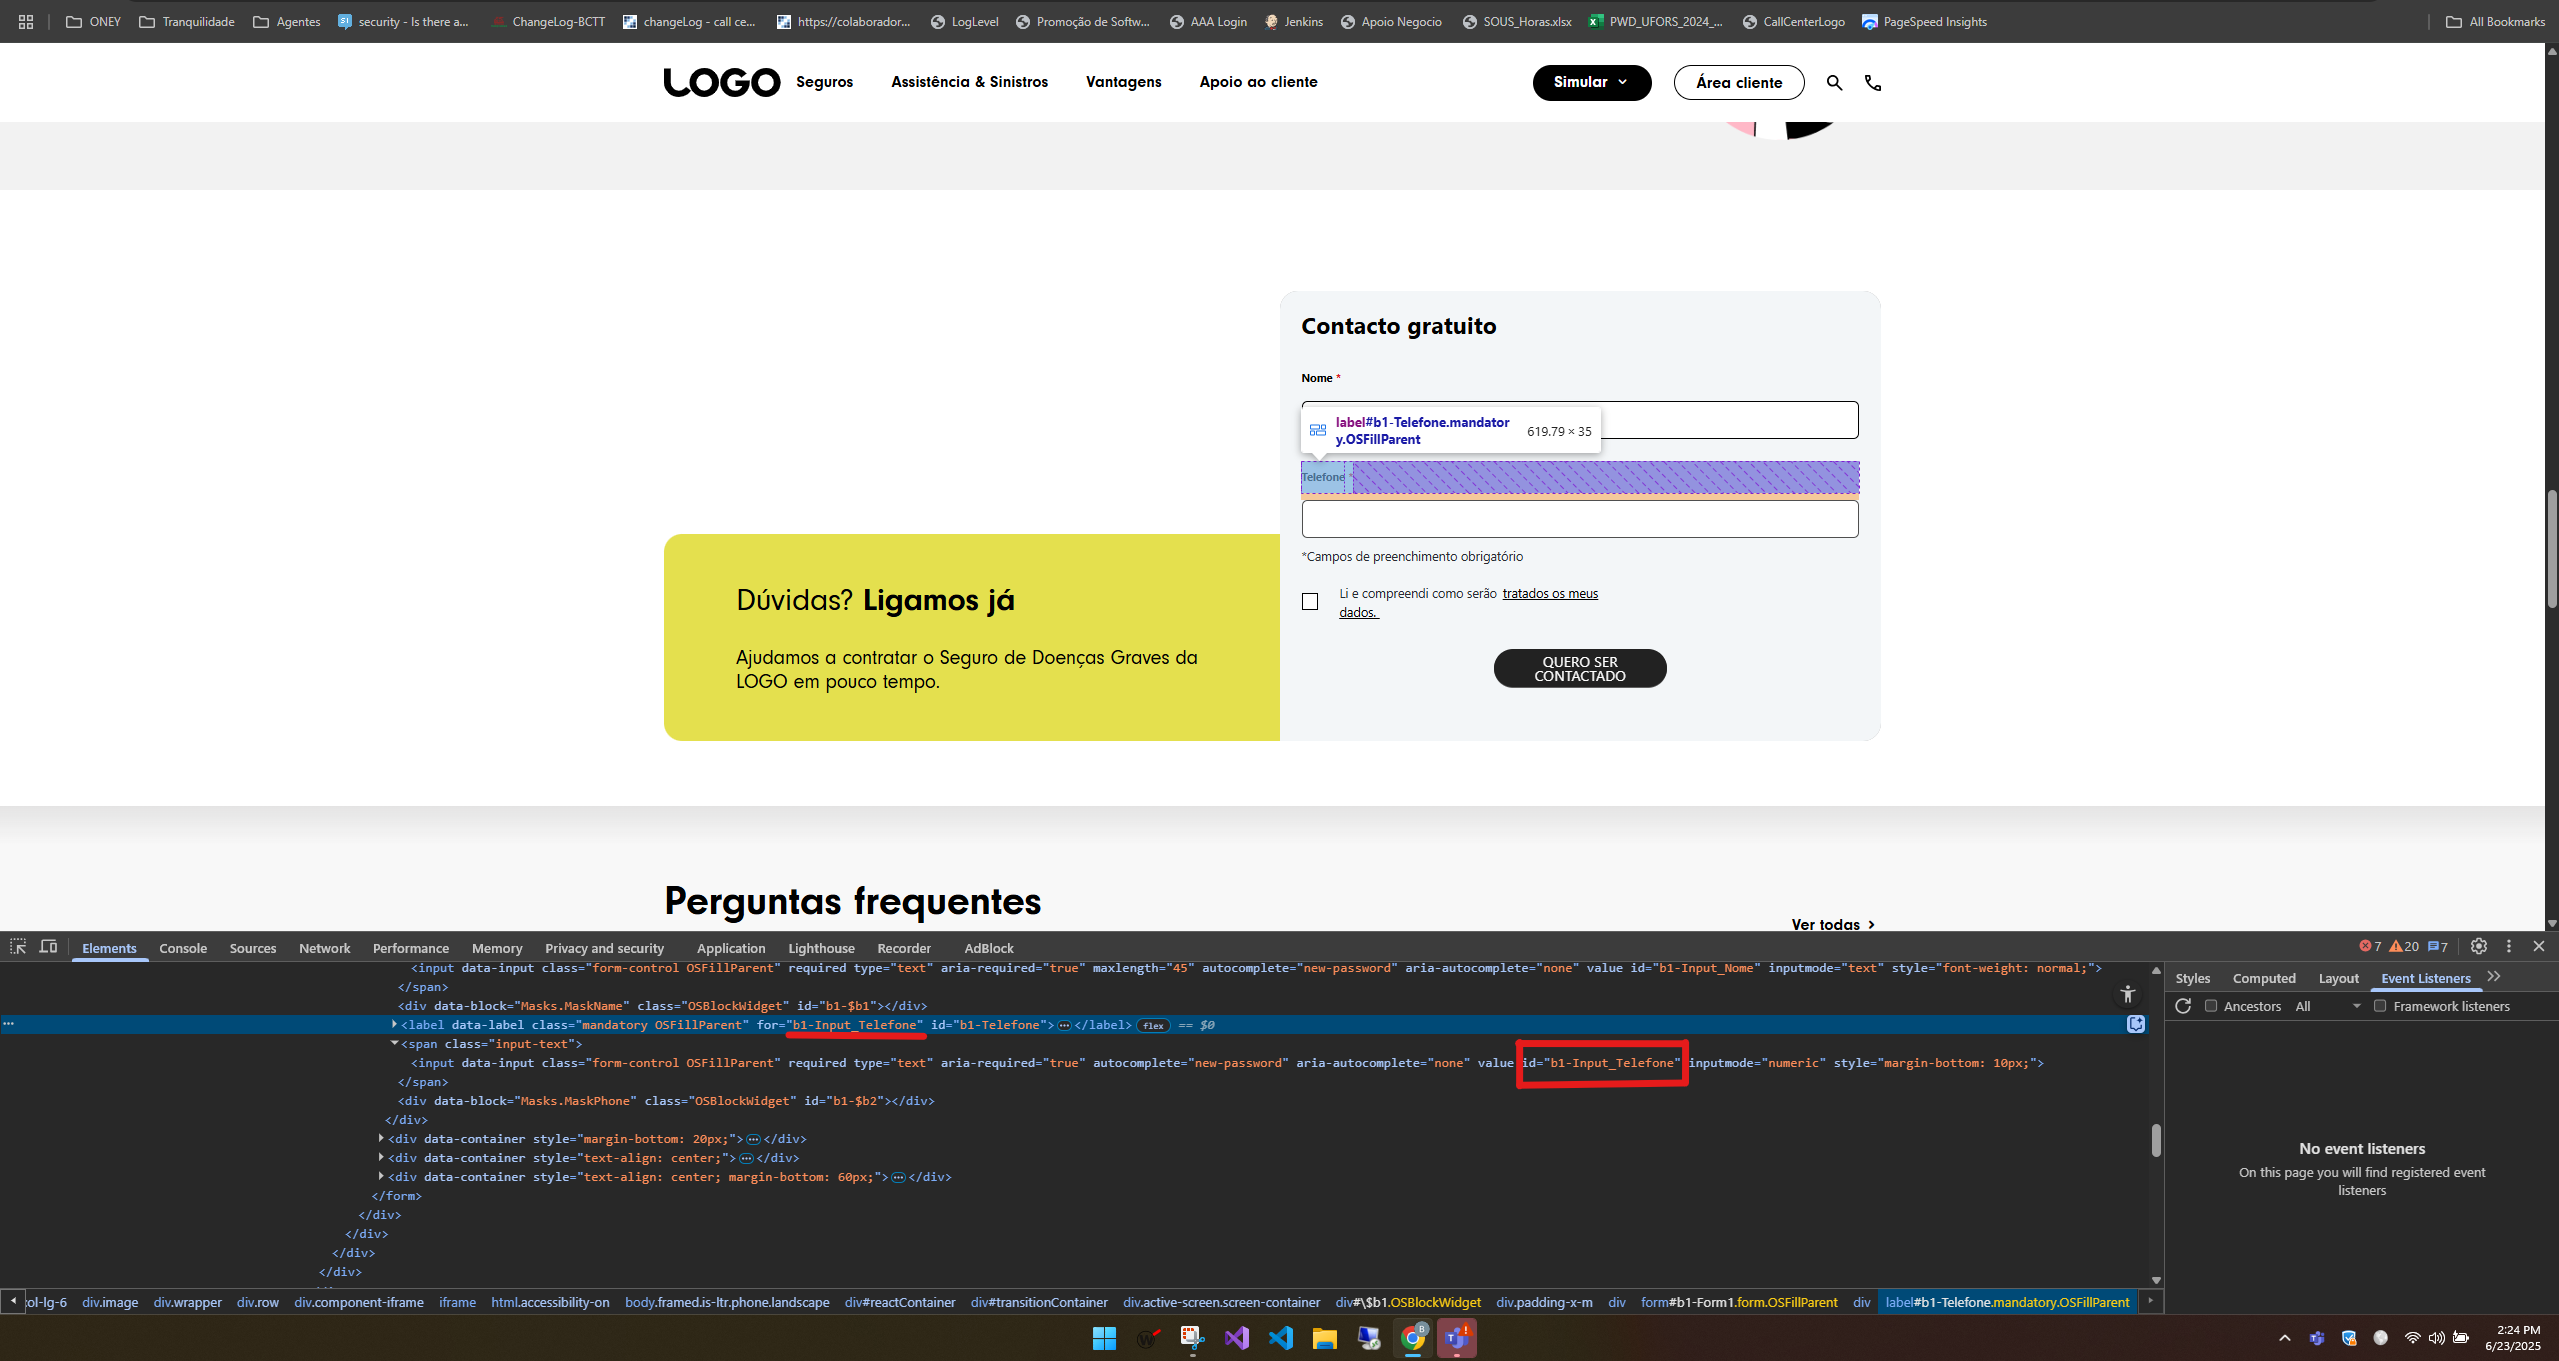 ONEY Tranquilidade Agentes security - Is there a... ChangeLog-BCTT changeLog - call ce... https://colaborador... LogLevel Promoção de Softw... AAA Login Jenkins Apoio Negocio SOUS_Horas.xlsx PWD_UFORS_2024_... CallCenterLogo PageSpeed Insights All Bookmarks
LOGO Seguros Assistência & Sinistros Vantagens Apoio ao cliente Simular Área cliente
Contacto gratuito
Nome *
label#b1-Telefone.mandator
y.OSFillParent 619.79 × 35
Telefone *
*Campos de preenchimento obrigatório
Li e compreendi como serão tratados os meus
dados.
QUERO SER
CONTACTADO
Dúvidas? Ligamos já
Ajudamos a contratar o Seguro de Doenças Graves da
LOGO em pouco tempo.
Perguntas frequentes
Ver todas
Elements Console Sources Network Performance Memory Privacy and security Application Lighthouse Recorder AdBlock 7 20 7
<input data-input class="form-control OSFillParent" required type="text" aria-required="true" maxlength="45" autocomplete="new-password" aria-autocomplete="none" value id="b1-Input_Nome" inputmode="text" style="font-weight: normal;">
</span>
<div data-block="Masks.MaskName" class="OSBlockWidget" id="b1-$b1"></div>
<label data-label class="mandatory OSFillParent" for="b1-Input_Telefone" id="b1-Telefone">…</label> flex == $0
<span class="input-text">
<input data-input class="form-control OSFillParent" required type="text" aria-required="true" autocomplete="new-password" aria-autocomplete="none" value id="b1-Input_Telefone" inputmode="numeric" style="margin-bottom: 10px;">
</span>
<div data-block="Masks.MaskPhone" class="OSBlockWidget" id="b1-$b2"></div>
</div>
<div data-container style="margin-bottom: 20px;">…</div>
<div data-container style="text-align: center;">…</div>
<div data-container style="text-align: center; margin-bottom: 60px;">…</div>
</form>
</div>
</div>
</div>
</div>
Styles Computed Layout Event Listeners
Ancestors All Framework listeners
No event listeners
On this page you will find registered event
listeners
col-lg-6 div.image div.wrapper div.row div.component-iframe iframe html.accessibility-on body.framed.is-ltr.phone.landscape div#reactContainer div#transitionContainer div.active-screen.screen-container div#\$b1.OSBlockWidget div.padding-x-m div form#b1-Form1.form.OSFillParent div label#b1-Telefone.mandatory.OSFillParent
2:24 PM
6/23/2025